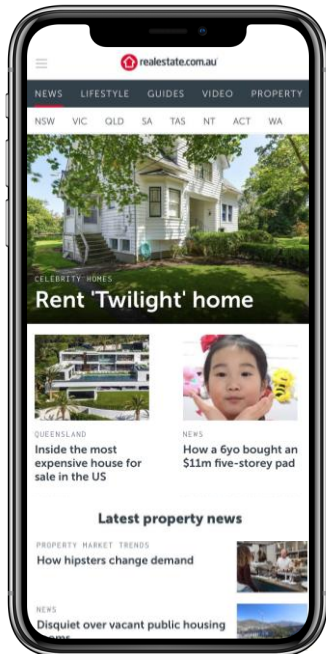 realestate.com.au
NEWS LIFESTYLE GUIDES VIDEO PROPERTY
NSW VIC QLD SA TAS NT ACT WA
CELEBRITY HOMES
Rent 'Twilight' home
QUEENSLAND
Inside the most
expensive house for
sale in the US
NEWS
How a 6yo bought an
$11m five-storey pad
Latest property news
PROPERTY MARKET TRENDS
How hipsters change demand
NEWS
Disquiet over vacant public housing